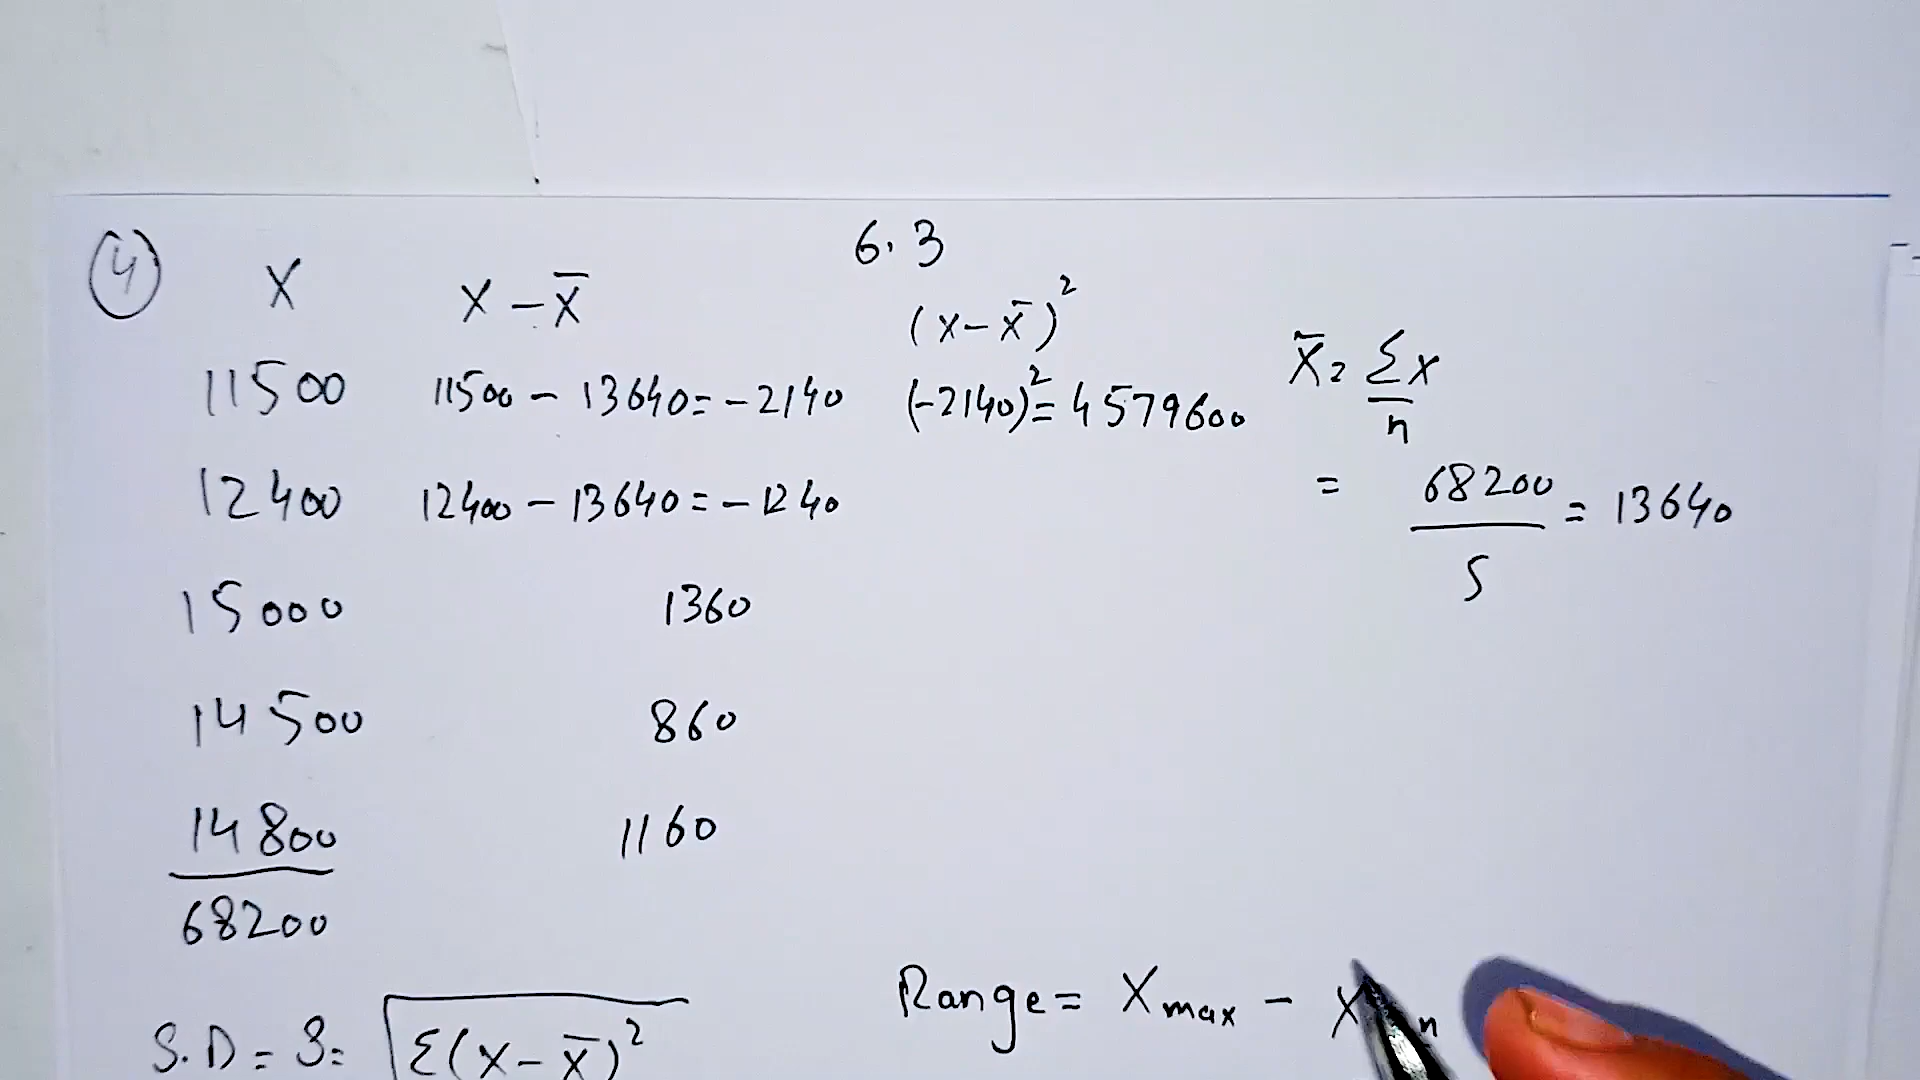 6.3
④ X X - X̄ (x - x̄)²
11500 11500 - 13640 = -2140 (-2140)² = 4579600 X̄ = Σx/n
12400 12400 - 13640 = -1240 = 68200/5 = 13640
15000 1360
14500 860
14800 1160
68200
Range = Xmax -
S.D = S = √Σ(x - x̄)²